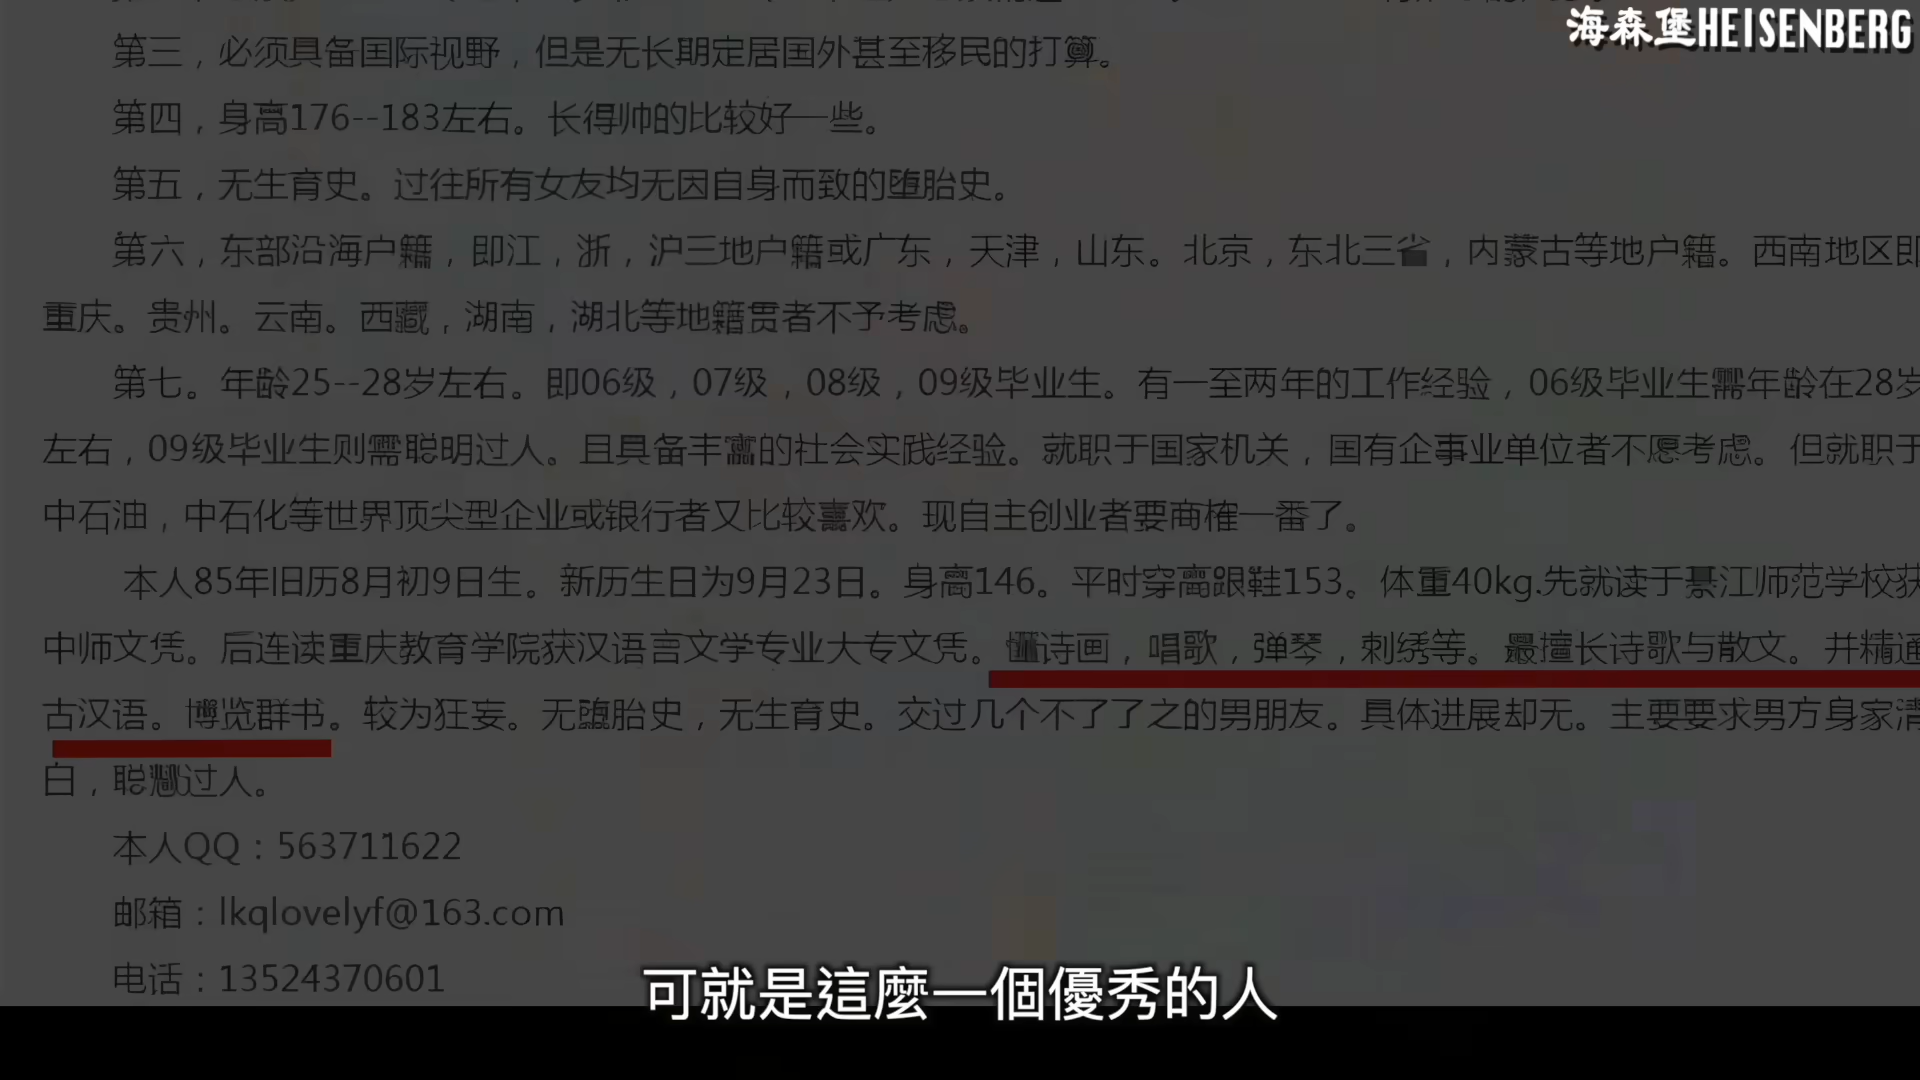 海森堡HEISENBERG
第三，必须具备国际视野，但是无长期定居国外甚至移民的打算。
第四，身高176--183左右。长得帅的比较好一些。
第五，无生育史。过往所有女友均无因自身而致的堕胎史。
第六，东部沿海户籍，即江，浙，沪三地户籍或广东，天津，山东。北京，东北三省，内蒙古等地户籍。西南地区即
重庆。贵州。云南。西藏，湖南，湖北等地籍贯者不予考虑。
第七。年龄25--28岁左右。即06级，07级，08级，09级毕业生。有一至两年的工作经验，06级毕业生需年龄在28岁
左右，09级毕业生则需聪明过人。且具备丰富的社会实践经验。就职于国家机关，国有企事业单位者不愿考虑。但就职于
中石油，中石化等世界顶尖型企业或银行者又比较喜欢。现自主创业者要商榷一番了。
本人85年旧历8月初9日生。新历生日为9月23日。身高146。平时穿高跟鞋153。体重40kg.先就读于綦江师范学校获
中师文凭。后连读重庆教育学院获汉语言文学专业大专文凭。诗画，唱歌，弹琴，刺绣等。最擅长诗歌与散文。并精通
古汉语。博览群书。较为狂妄。无堕胎史，无生育史。交过几个不了了之的男朋友。具体进展却无。主要要求男方身家清
白，聪慧过人。
本人QQ：563711622
邮箱：lkqlovelyf@163.com
电话：13524370601
可就是這麼一個優秀的人